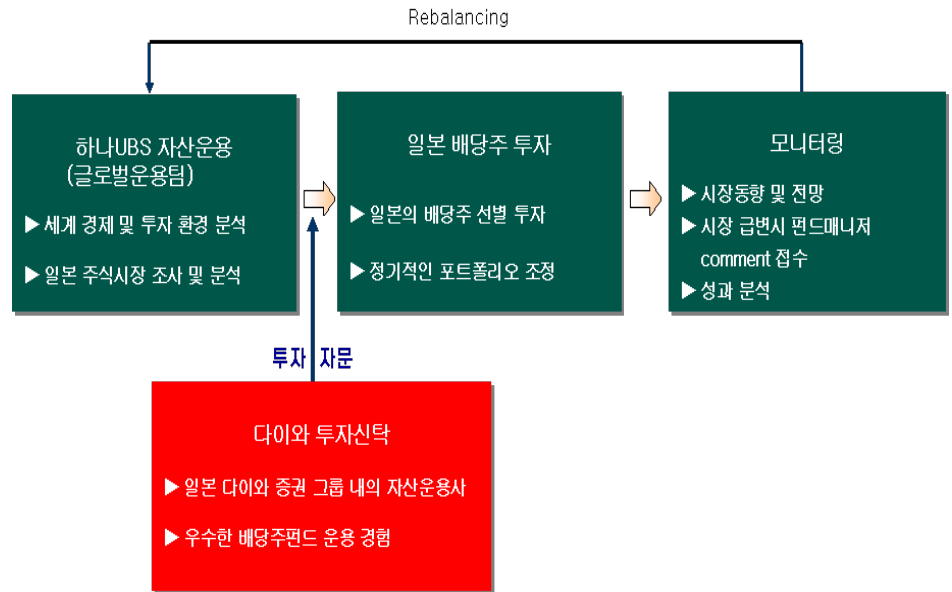 Rebalancing
하나UBS 자산운용
(글로벌운용팀)
▶ 세계 경제 및 투자 환경 분석
▶ 일본 주식시장 조사 및 분석
일본 배당주 투자
▶ 일본의 배당주 선별 투자
▶ 정기적인 포트폴리오 조정
모니터링
▶ 시장동향 및 전망
▶ 시장 급변시 펀드매니저
comment 접수
▶ 성과 분석
투자 자문
다이와 투자신탁
▶ 일본 다이와 증권 그룹 내의 자산운용사
▶ 우수한 배당주펀드 운용 경험